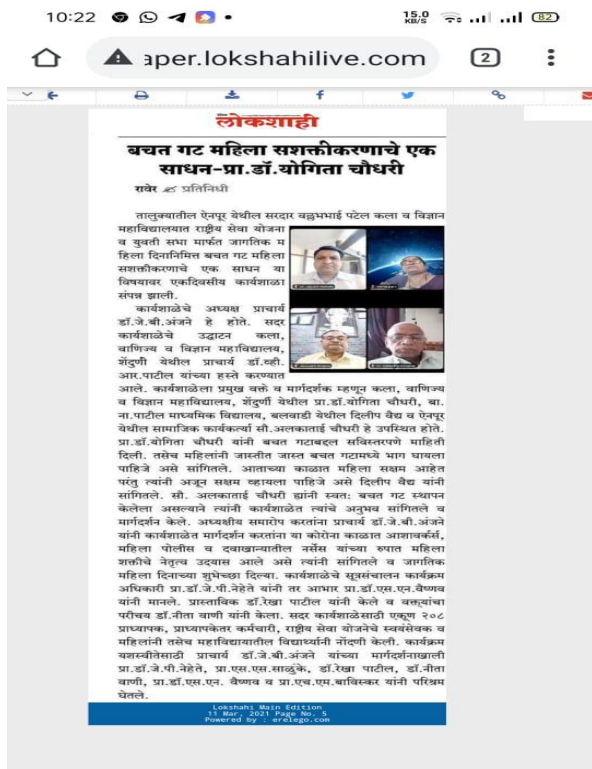 10:22
15.0
KB/S
82
aper.lokshahilive.com
2
लोकशाही
बचत गट महिला सशक्तीकरणाचे एक
साधन-प्रा.डॉ.योगिता चौधरी
रावेर प्रतिनिधी
तालुक्यातील ऐनपूर येथील सरदार वल्लभभाई पटेल कला व विज्ञान
महाविद्यालयात राष्ट्रीय सेवा योजना
व युवती सभा मार्फत जागतिक म
हिला दिनानिमित्त बचत गट महिला
सशक्तीकरणाचे एक साधन या
विषयावर एकदिवसीय कार्यशाळा
संपन्न झाली.
कार्यशाळेचे अध्यक्ष प्राचार्य
डॉ.जे.बी.अंजने हे होते. सदर
कार्यशाळेचे उद्घाटन कला,
वाणिज्य व विज्ञान महाविद्यालय,
शेंदुणी येथील प्राचार्य डॉ.व्ही.
आर.पाटील यांच्या हस्ते करण्यात
आले. कार्यशाळेला प्रमुख वक्ते व मार्गदर्शक म्हणून कला, वाणिज्य
व विज्ञान महाविद्यालय, शेंदुर्णी येथील प्रा.डॉ.योगिता चौधरी, बा.
ना.पाटील माध्यमिक विद्यालय, बलवाडी येथील दिलीप वैद्य व ऐनपूर
येथील सामाजिक कार्यकर्त्या सौ.अलकाताई चौधरी हे उपस्थित होते.
प्रा.डॉ.योगिता चौधरी यांनी बचत गटाबद्दल सविस्तरपणे माहिती
दिली. तसेच महिलांनी जास्तीत जास्त बचत गटामध्ये भाग घायला
पाहिजे असे सांगितले. आताच्या काळात महिला सक्षम आहेत
परंतु त्यांनी अजून सक्षम व्हायला पाहिजे असे दिलीप वैद्य यांनी
सांगितले. सौ. अलकाताई चौधरी ह्यांनी स्वत: बचत गट स्थापन
केलेला असल्याने त्यांनी कार्यशाळेत त्यांचे अनुभव सांगितले व
मार्गदर्शन केले. अध्यक्षीय समारोप करतांना प्राचार्य डॉ.जे.बी.अंजने
यांनी कार्यशाळेत मार्गदर्शन करतांना या कोरोना काळात आशावर्कर्स,
महिला पोलीस व दवाखान्यातील नर्सेस यांच्या रुपात महिला
शक्तीचे नेतृत्व उदयास आले असे त्यांनी सांगितले व जागतिक
महिला दिनाच्या शुभेच्छा दिल्या. कार्यशाळेचे सूत्रसंचालन कार्यक्रम
अधिकारी प्रा.डॉ.जे.पी.नेहेते यांनी तर आभार प्रा.डॉ.एस.एन.वैष्णव
यांनी मानले. प्रास्ताविक डॉ.रेखा पाटील यांनी केले व वक्त्यांचा
परीचय डॉ.नीता वाणी यांनी केला. सदर कार्यशाळेसाठी एकूण २०८
प्राध्यापक, प्राध्यापकेतर कर्मचारी, राष्ट्रीय सेवा योजनेचे स्वयंसेवक व
महिलांनी तसेच महाविद्यायातील विद्यार्थ्यांनी नोंदणी केली. कार्यक्रम
यशस्वीतेसाठी प्राचार्य डॉ.जे.बी.अंजने यांच्या मार्गदर्शनाखाली
प्रा.डॉ.जे.पी.नेहेते, प्रा.एस.एस.साळुंके, डॉ.रेखा पाटील, डॉ.नीता
वाणी, प्रा.डॉ.एस.एन. वैष्णव व प्रा.एच.एम.बाविस्कर यांनी परिश्रम
घेतले.
Lokshahi Main Edition
11 Mar, 2021 Page No. 5
Powered by : erelego.com